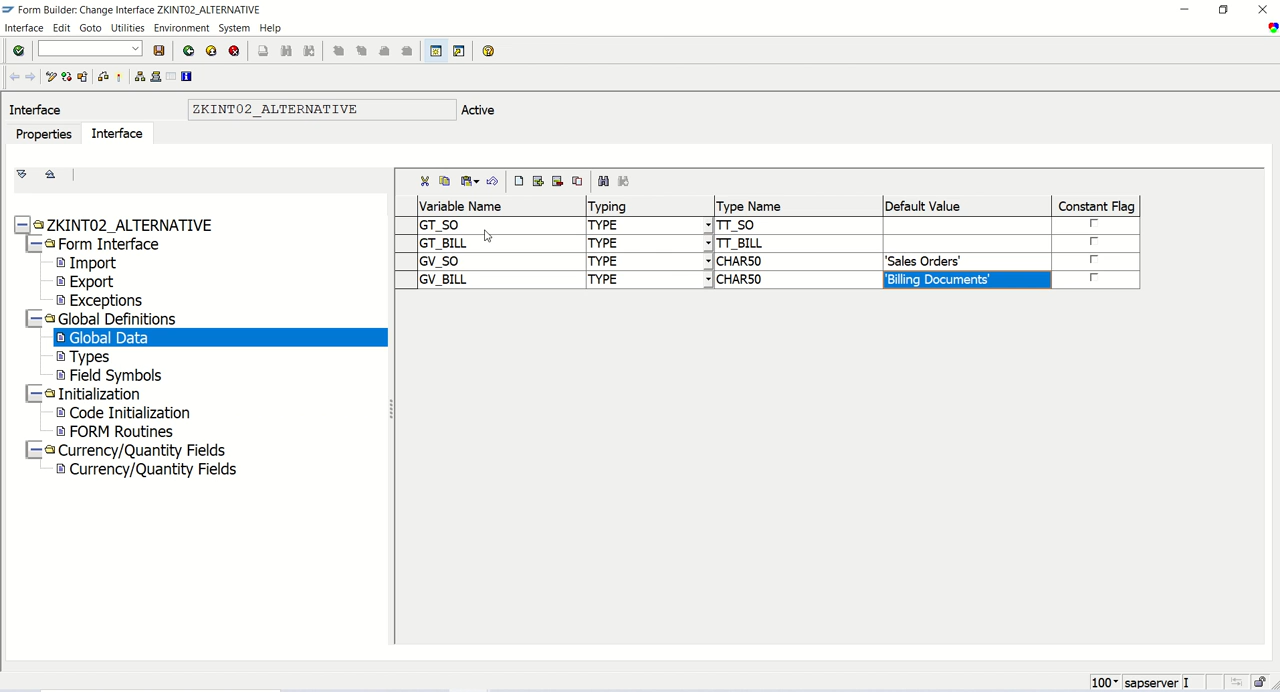 Form Builder: Change Interface ZKINT02_ALTERNATIVE
Interface Edit Goto Utilities Environment System Help
Interface ZKINT02_ALTERNATIVE Active
Properties Interface
Variable Name Typing Type Name Default Value Constant Flag
GT_SO TYPE TT_SO
GT_BILL TYPE TT_BILL
GV_SO TYPE CHAR50 'Sales Orders'
GV_BILL TYPE CHAR50 'Billing Documents'
ZKINT02_ALTERNATIVE
Form Interface
Import
Export
Exceptions
Global Definitions
Global Data
Types
Field Symbols
Initialization
Code Initialization
FORM Routines
Currency/Quantity Fields
Currency/Quantity Fields
100 sapserver I